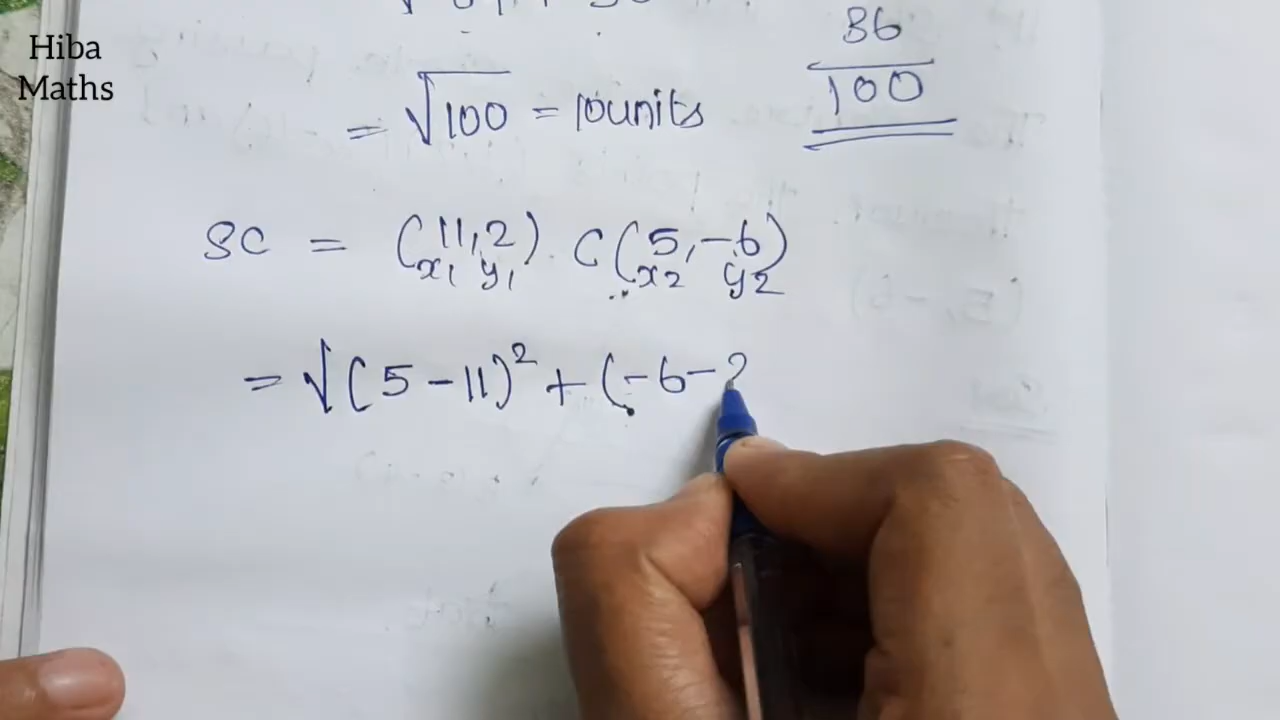 Hiba
Maths
36
= √100 = 10units
100
SC = (11,2) . C(5,-6)
x1 y1 x2 y2
= √(5-11)² + (-6-2